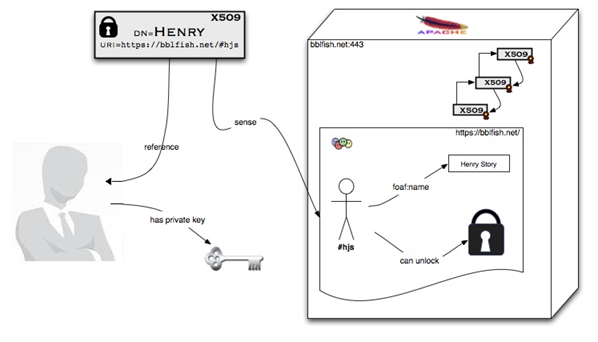 X509
DN=HENRY
URI=https://bblfish.net/#hjs
reference
sense
has private key
APACHE
bblfish.net:443
X509
X509
X509
https://bblfish.net/
foaf:name
Henry Story
#hjs
can unlock